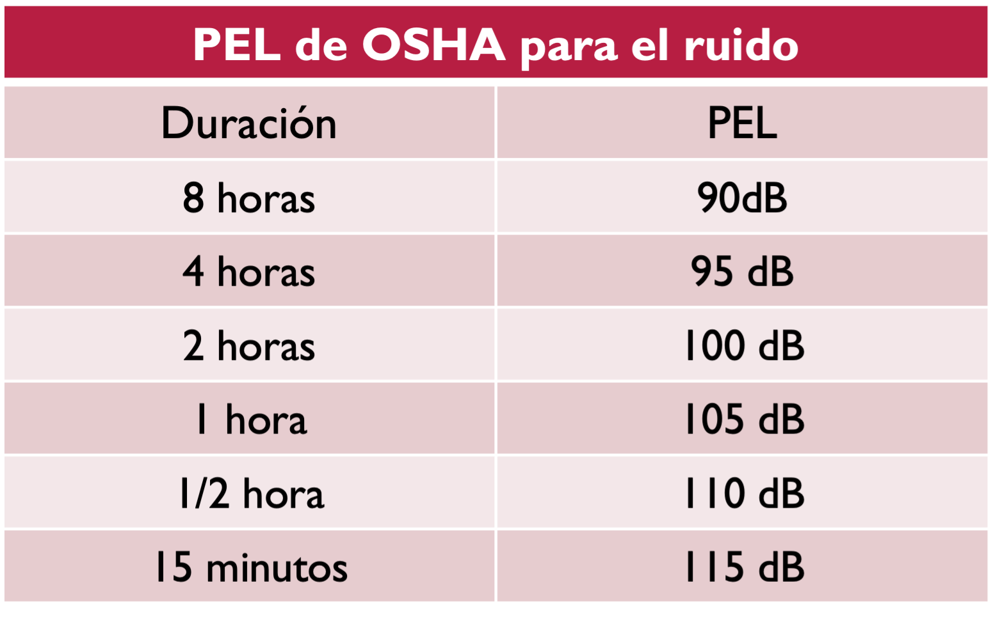 PEL de OSHA para el ruido
Duración PEL
8 horas 90dB
4 horas 95 dB
2 horas 100 dB
1 hora 105 dB
1/2 hora 110 dB
15 minutos 115 dB